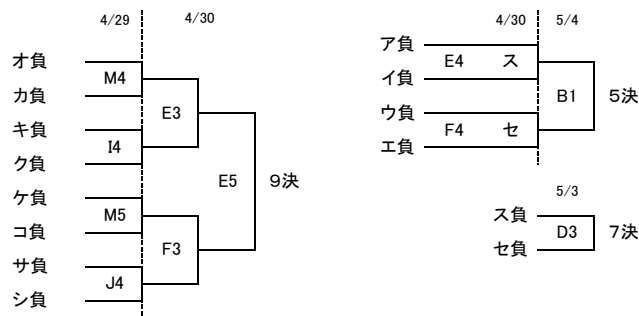 4/29 4/30
オ負
M4
カ負
E3
キ負
I4
ク負
E5 9決
ケ負
M5
コ負
F3
サ負
J4
シ負
4/30 5/4
ア負
E4 ス
イ負
B1 5決
ウ負
F4 セ
エ負
5/3
ス負
D3 7決
セ負